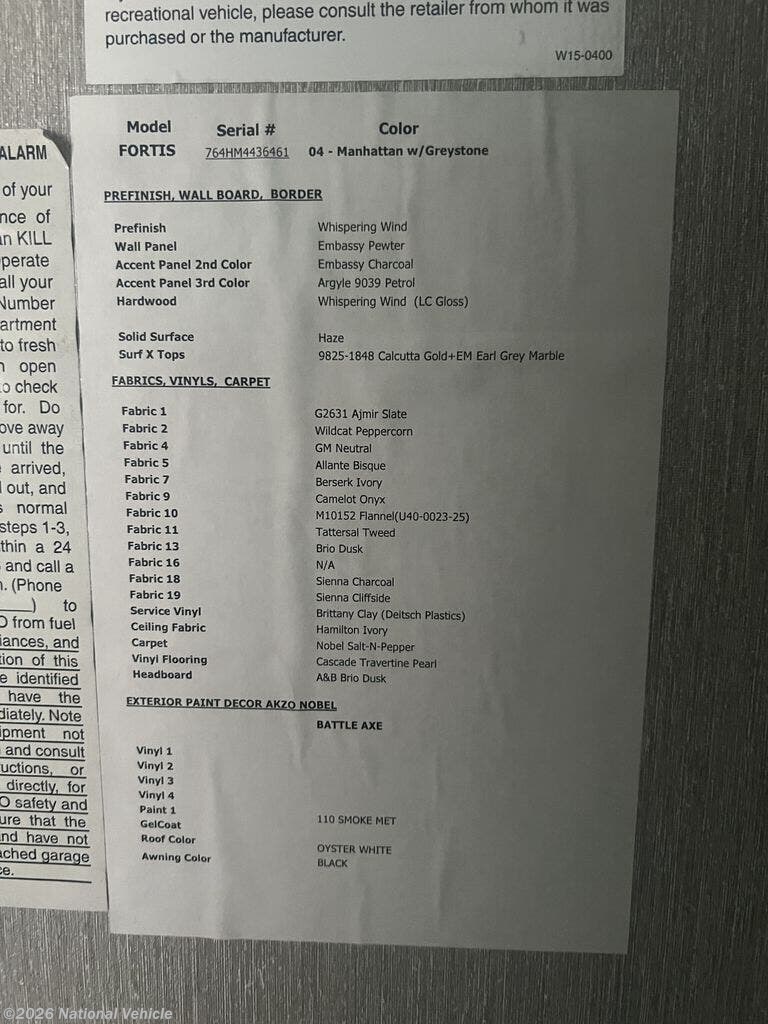 recreational vehicle, please consult the retailer from whom it was
purchased or the manufacturer.
W15-0400
Model Serial # Color
FORTIS 764HM4436461 04 - Manhattan w/Greystone
PREFINISH, WALL BOARD, BORDER
Prefinish Whispering Wind
Wall Panel Embassy Pewter
Accent Panel 2nd Color Embassy Charcoal
Accent Panel 3rd Color Argyle 9039 Petrol
Hardwood Whispering Wind (LC Gloss)
Solid Surface Haze
Surf X Tops 9825-1848 Calcutta Gold+EM Earl Grey Marble
FABRICS, VINYLS, CARPET
Fabric 1 G2631 Ajmir Slate
Fabric 2 Wildcat Peppercorn
Fabric 4 GM Neutral
Fabric 5 Allante Bisque
Fabric 7 Berserk Ivory
Fabric 9 Camelot Onyx
Fabric 10 M10152 Flannel(U40-0023-25)
Fabric 11 Tattersal Tweed
Fabric 13 Brio Dusk
Fabric 16 N/A
Fabric 18 Sienna Charcoal
Fabric 19 Sienna Cliffside
Service Vinyl Brittany Clay (Deitsch Plastics)
Ceiling Fabric Hamilton Ivory
Carpet Nobel Salt-N-Pepper
Vinyl Flooring Cascade Travertine Pearl
Headboard A&B Brio Dusk
EXTERIOR PAINT DECOR AKZO NOBEL
BATTLE AXE
Vinyl 1
Vinyl 2
Vinyl 3
Vinyl 4
Paint 1
GelCoat 110 SMOKE MET
Roof Color OYSTER WHITE
Awning Color BLACK
ALARM
of your
nce of
an KILL
perate
all your
Number
artment
to fresh
open
to check
for. Do
ove away
until the
arrived,
out, and
normal
steps 1-3,
thin a 24
and call a
. (Phone
) to
O from fuel
iances, and
tion of this
e identified
have the
diately. Note
ipment not
and consult
uctions, or
directly, for
O safety and
ure that the
and have not
ached garage
ce.
©2026 National Vehicle